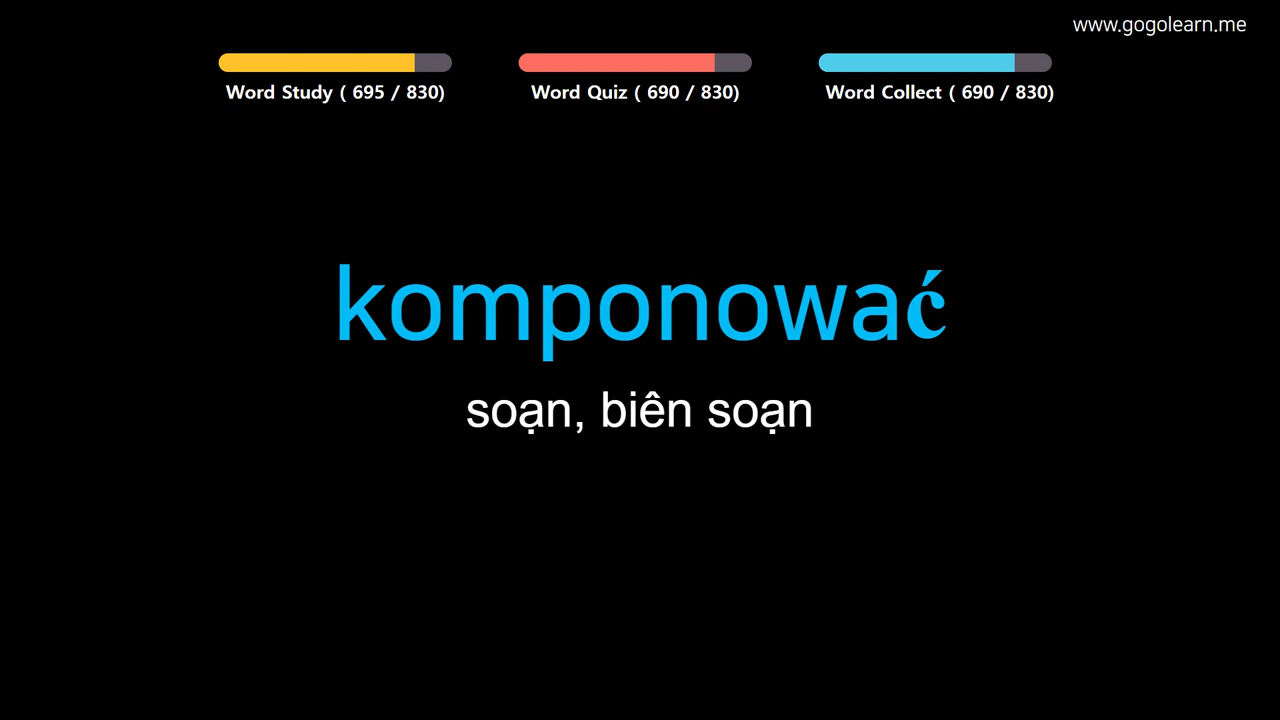 www.gogolearn.me
Word Study ( 695 / 830)
Word Quiz ( 690 / 830)
Word Collect ( 690 / 830)
komponować
soạn, biên soạn